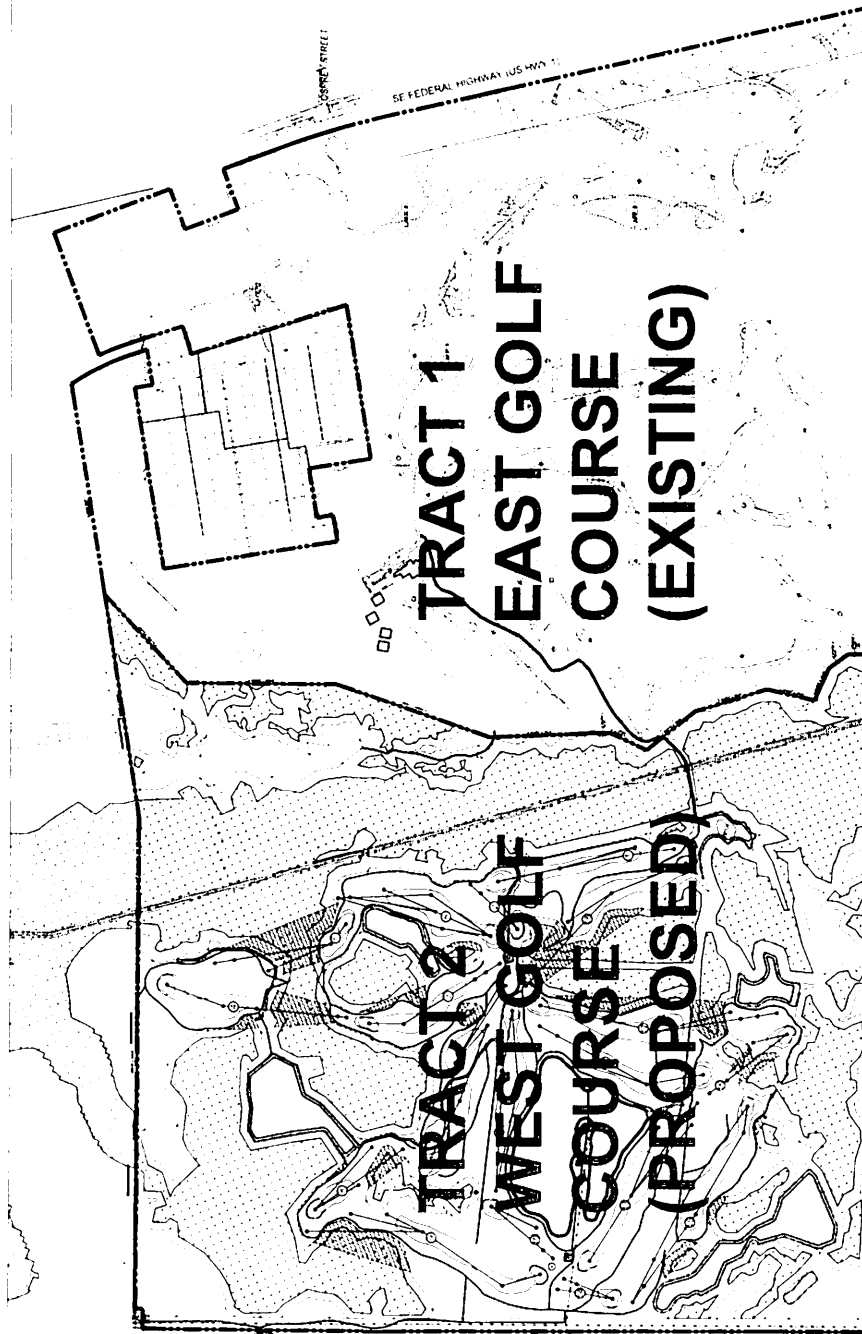 OSPREY STREET
SE FEDERAL HIGHWAY (US HWY 1)
TRACT 1
EAST GOLF
COURSE
(EXISTING)
TRACT 2
WEST GOLF
COURSE
(PROPOSED)